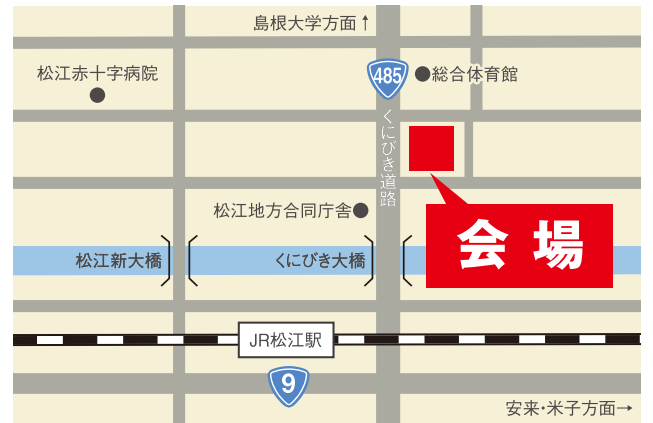 島根大学方面↑
松江赤十字病院
485
総合体育館
くにびき道路
松江地方合同庁舎
会 場
松江新大橋
くにびき大橋
JR松江駅
9
安来・米子方面→